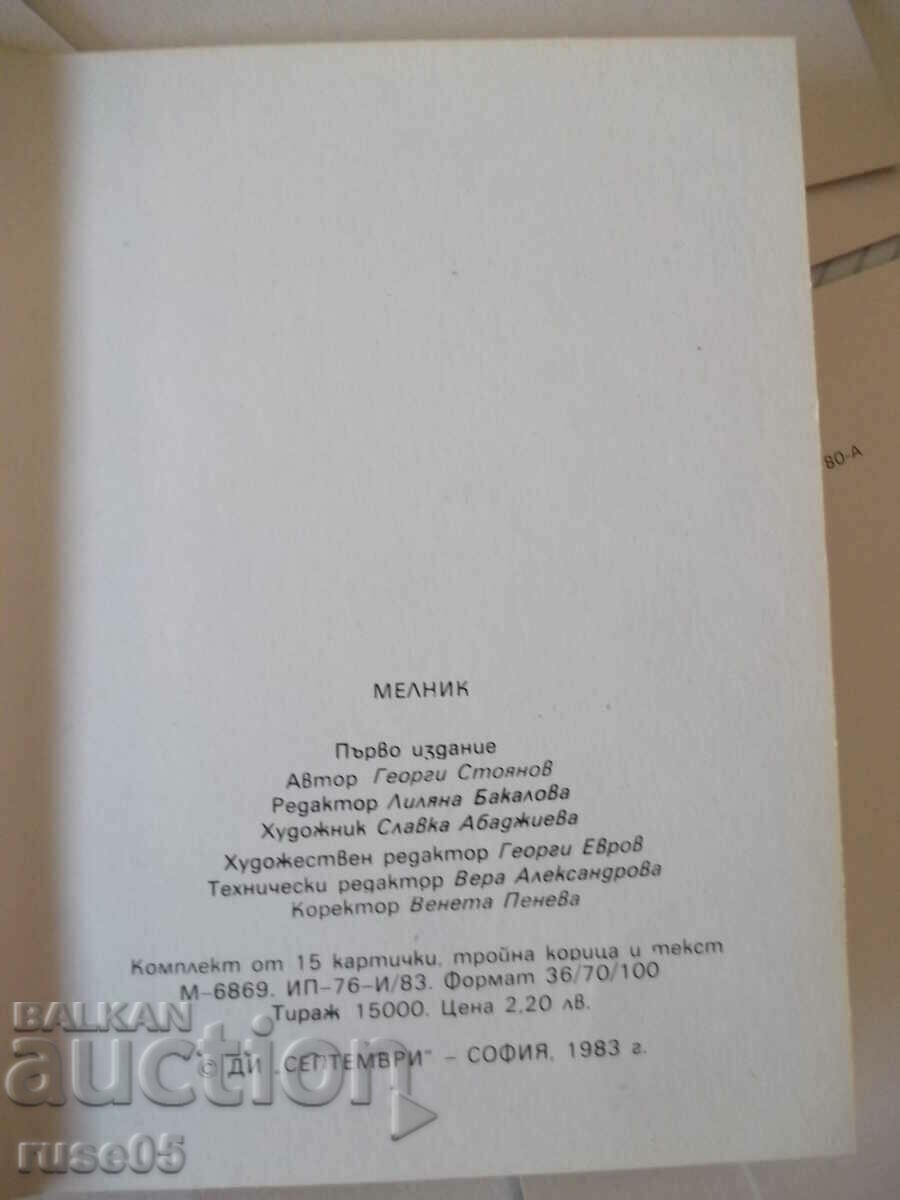 80-А
МЕЛНИК
Първо издание
Автор Георги Стоянов
Редактор Лиляна Бакалова
Художник Славка Абаджиева
Художествен редактор Георги Евров
Технически редактор Вера Александрова
Коректор Венета Пенева
Комплект от 15 картички, тройна корица и текст
М-6869. ИП-76-И/83. Формат 36/70/100
Тираж 15000. Цена 2,20 лв.
© ДИ „СЕПТЕМВРИ" – СОФИЯ, 1983 г.
BALKAN
auction
ruse05